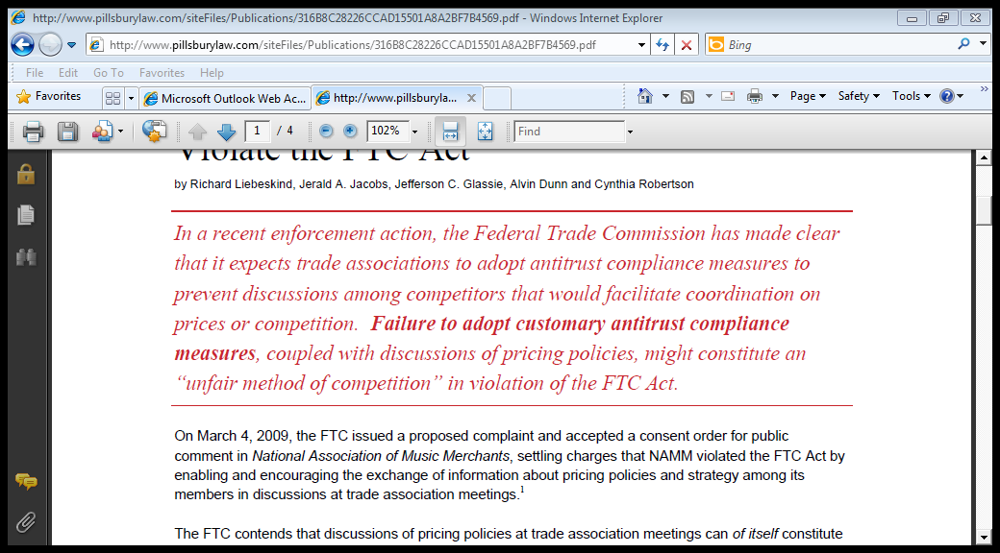 http://www.pillsburylaw.com/siteFiles/Publications/316B8C28226CCAD15501A8A2BF7B4569.pdf - Windows Internet Explorer
http://www.pillsburylaw.com/siteFiles/Publications/316B8C28226CCAD15501A8A2BF7B4569.pdf
Bing
File Edit Go To Favorites Help
Favorites Microsoft Outlook Web Ac... http://www.pillsburyla... Page Safety Tools
1 / 4 102% Find
Violate the FTC Act
by Richard Liebeskind, Jerald A. Jacobs, Jefferson C. Glassie, Alvin Dunn and Cynthia Robertson
In a recent enforcement action, the Federal Trade Commission has made clear
that it expects trade associations to adopt antitrust compliance measures to
prevent discussions among competitors that would facilitate coordination on
prices or competition. Failure to adopt customary antitrust compliance
measures, coupled with discussions of pricing policies, might constitute an
“unfair method of competition” in violation of the FTC Act.
On March 4, 2009, the FTC issued a proposed complaint and accepted a consent order for public
comment in National Association of Music Merchants, settling charges that NAMM violated the FTC Act by
enabling and encouraging the exchange of information about pricing policies and strategy among its
members in discussions at trade association meetings.1
The FTC contends that discussions of pricing policies at trade association meetings can of itself constitute